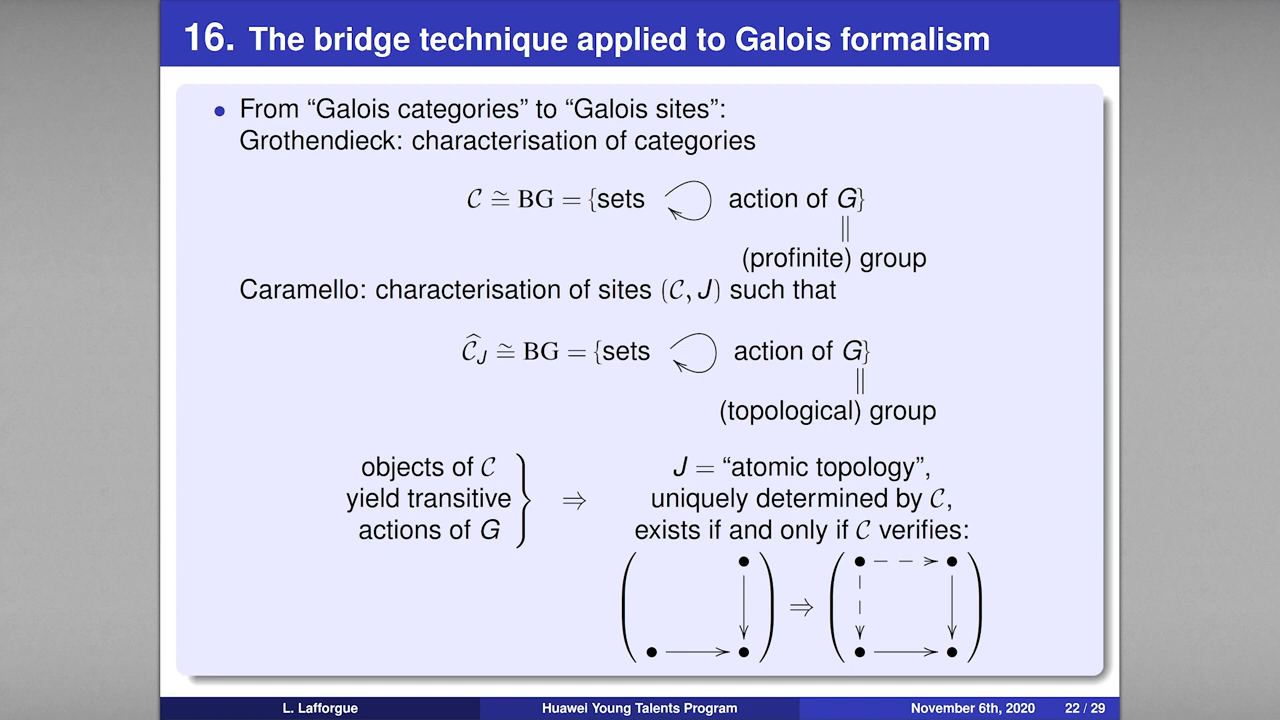 16. The bridge technique applied to Galois formalism
• From “Galois categories” to “Galois sites”:
Grothendieck: characterisation of categories
𝒞 ≅ BG = {sets action of G}
||
(profinite) group
Caramello: characterisation of sites (𝒞, J) such that
𝒞̂_J ≅ BG = {sets action of G}
||
(topological) group
objects of 𝒞
yield transitive
actions of G
⇒
J = “atomic topology”,
uniquely determined by 𝒞,
exists if and only if 𝒞 verifies:
⇒
L. Lafforgue Huawei Young Talents Program November 6th, 2020 22 / 29